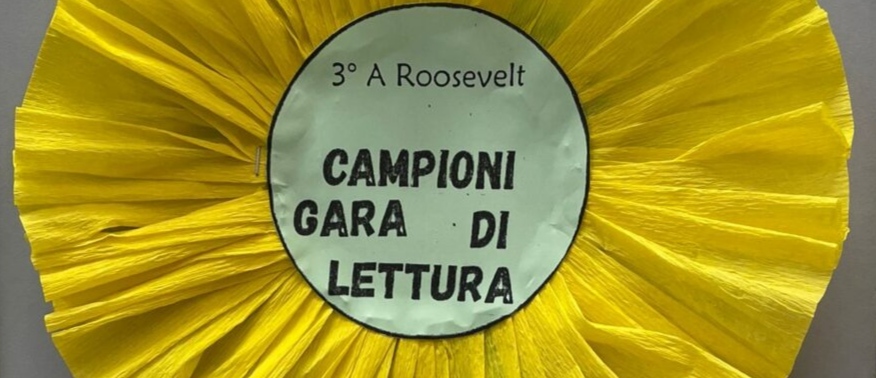 3° A Roosevelt
CAMPIONI
GARA DI
LETTURA